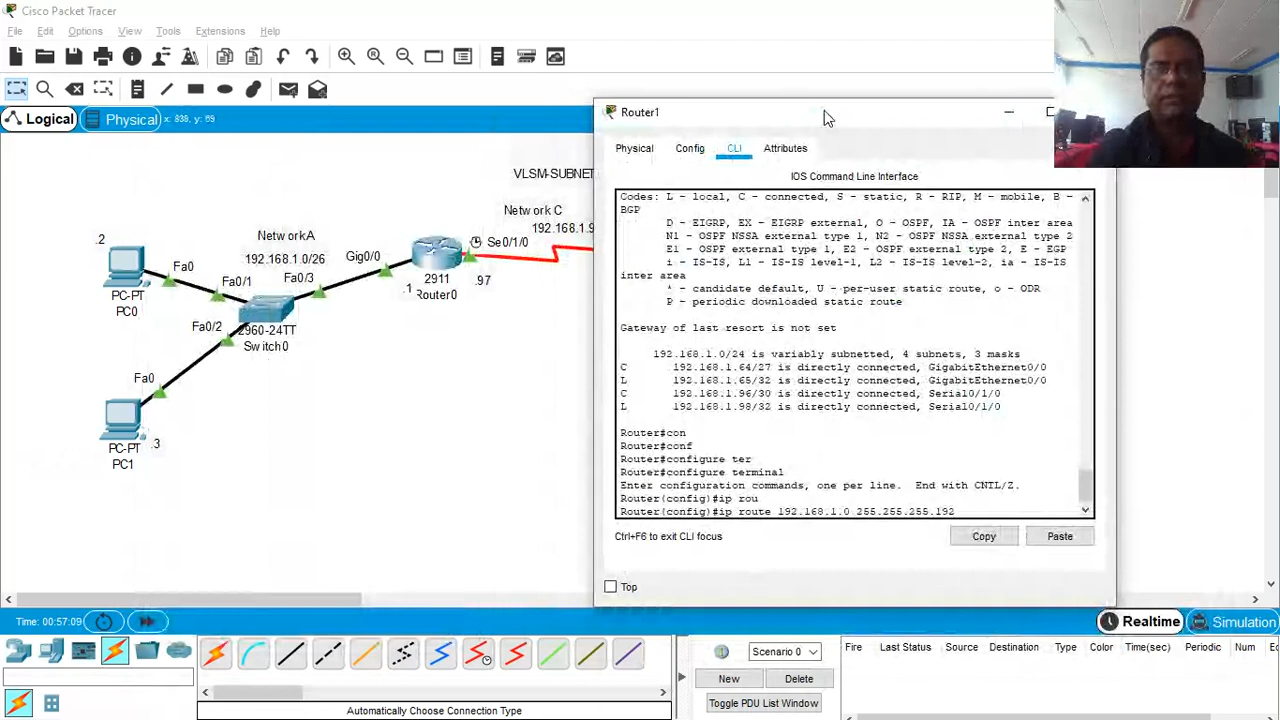 Cisco Packet Tracer
File Edit Options View Tools Extensions Help
Logical Physical x: 838, y: 69
VLSM-SUBNET
Network C
192.168.1.9
Se0/1/0
NetworkA
192.168.1.0/26
Gig0/0
Fa0/3
.2
Fa0
Fa0/1
PC-PT
PC0
.1
2911
Router0
.97
Fa0/2
2960-24TT
Switch0
Fa0
PC-PT
PC1
.3
Router1
Physical Config CLI Attributes
IOS Command Line Interface
Codes: L - local, C - connected, S - static, R - RIP, M - mobile, B -
BGP
D - EIGRP, EX - EIGRP external, O - OSPF, IA - OSPF inter area
N1 - OSPF NSSA external type 1, N2 - OSPF NSSA external type 2
E1 - OSPF external type 1, E2 - OSPF external type 2, E - EGP
i - IS-IS, L1 - IS-IS level-1, L2 - IS-IS level-2, ia - IS-IS
inter area
* - candidate default, U - per-user static route, o - ODR
P - periodic downloaded static route
Gateway of last resort is not set
192.168.1.0/24 is variably subnetted, 4 subnets, 3 masks
C 192.168.1.64/27 is directly connected, GigabitEthernet0/0
L 192.168.1.65/32 is directly connected, GigabitEthernet0/0
C 192.168.1.96/30 is directly connected, Serial0/1/0
L 192.168.1.98/32 is directly connected, Serial0/1/0
Router#con
Router#conf
Router#configure ter
Router#configure terminal
Enter configuration commands, one per line. End with CNTL/Z.
Router(config)#ip rou
Router(config)#ip route 192.168.1.0 255.255.255.192
Ctrl+F6 to exit CLI focus
Copy Paste
Top
Time: 00:57:09
Realtime Simulation
Scenario 0
New Delete
Toggle PDU List Window
Fire Last Status Source Destination Type Color Time(sec) Periodic Num E
Automatically Choose Connection Type